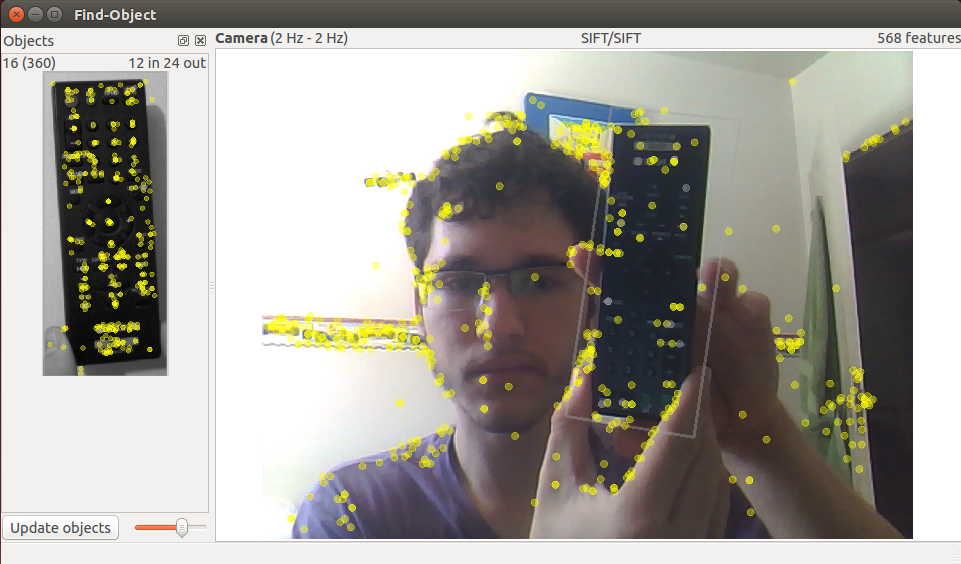 Find-Object
Objects
16 (360) 12 in 24 out
Update objects
Camera (2 Hz - 2 Hz) SIFT/SIFT 568 features